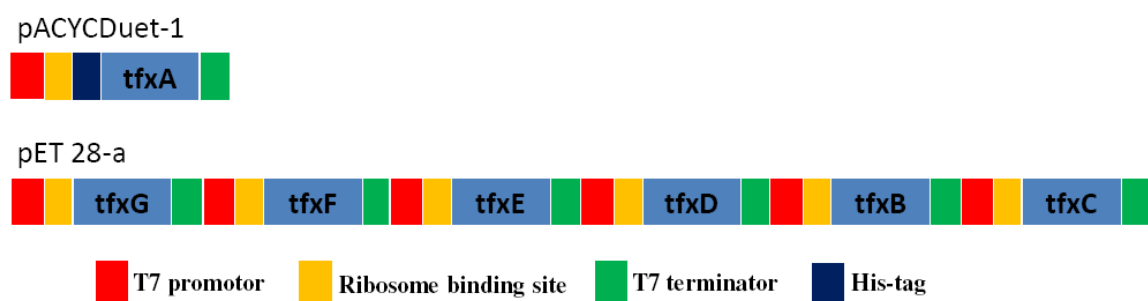 pACYCDuet-1
tfxA
pET 28-a
tfxG tfxF tfxE tfxD tfxB tfxC
T7 promotor Ribosome binding site T7 terminator His-tag